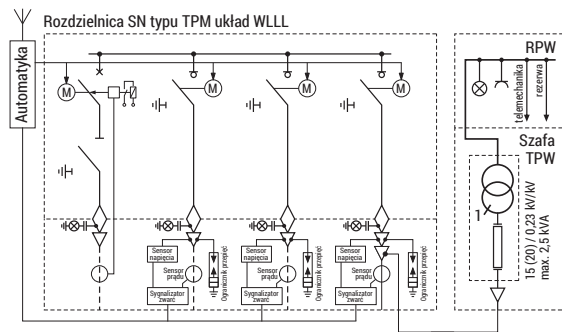 Rozdzielnica SN typu TPM układ WLLL
Automatyka
M
M
M
M
RPW
telemechanika
rezerwa
Szafa
TPW
1
15 (20) / 0,23 kV/kV
max. 2,5 kVA
Sensor
napięcia
Sensor
prądu
Sygnalizator
zwarć
Ogranicznik przepięć
Sensor
napięcia
Sensor
prądu
Sygnalizator
zwarć
Ogranicznik przepięć
Sensor
napięcia
Sensor
prądu
Sygnalizator
zwarć
Ogranicznik przepięć